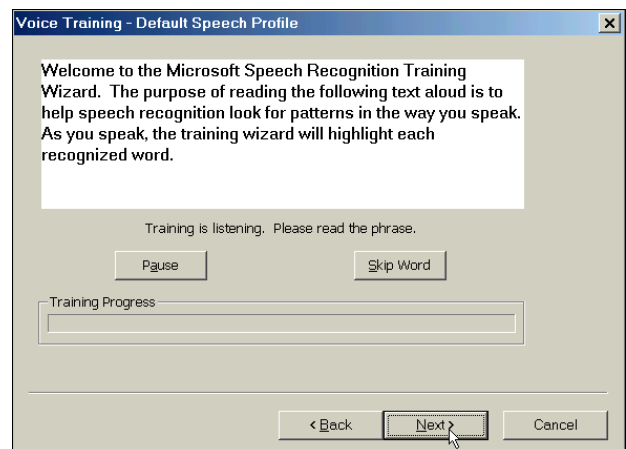 Voice Training - Default Speech Profile
Welcome to the Microsoft Speech Recognition Training
Wizard. The purpose of reading the following text aloud is to
help speech recognition look for patterns in the way you speak.
As you speak, the training wizard will highlight each
recognized word.
Training is listening. Please read the phrase.
Pause Skip Word
Training Progress
< Back Next > Cancel